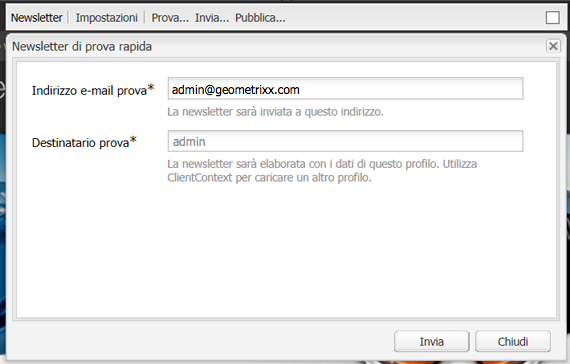 Newsletter Impostazioni Prova... Invia... Pubblica...
Newsletter di prova rapida
Indirizzo e-mail prova* admin@geometrixx.com
La newsletter sarà inviata a questo indirizzo.
Destinatario prova* admin
La newsletter sarà elaborata con i dati di questo profilo. Utilizza
ClientContext per caricare un altro profilo.
Invia Chiudi